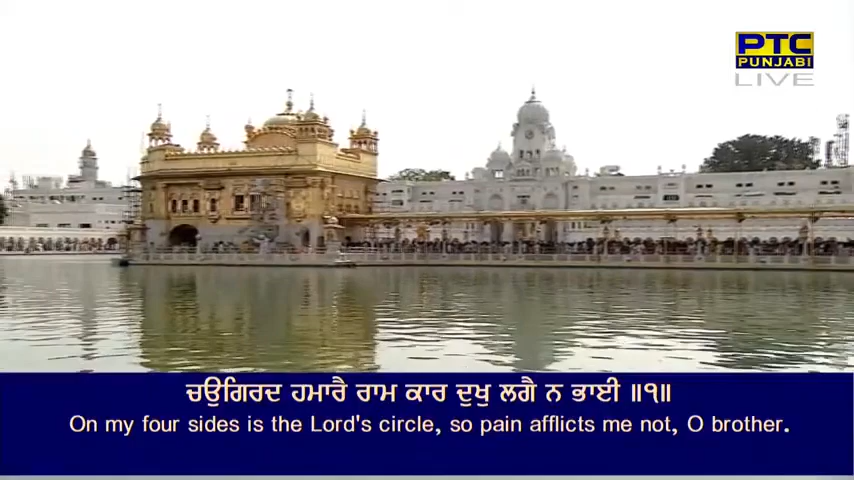 PTC
PUNJABI
LIVE
ਚਉਗਿਰਦ ਹਮਾਰੈ ਰਾਮ ਕਾਰ ਦੁਖੁ ਲਗੈ ਨ ਭਾਈ ॥੧॥
On my four sides is the Lord's circle, so pain afflicts me not, O brother.